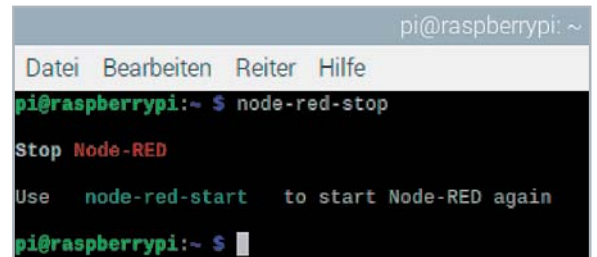 pi@raspberrypi: ~
Datei Bearbeiten Reiter Hilfe
pi@raspberrypi:~ $ node-red-stop
Stop Node-RED
Use node-red-start to start Node-RED again
pi@raspberrypi:~ $